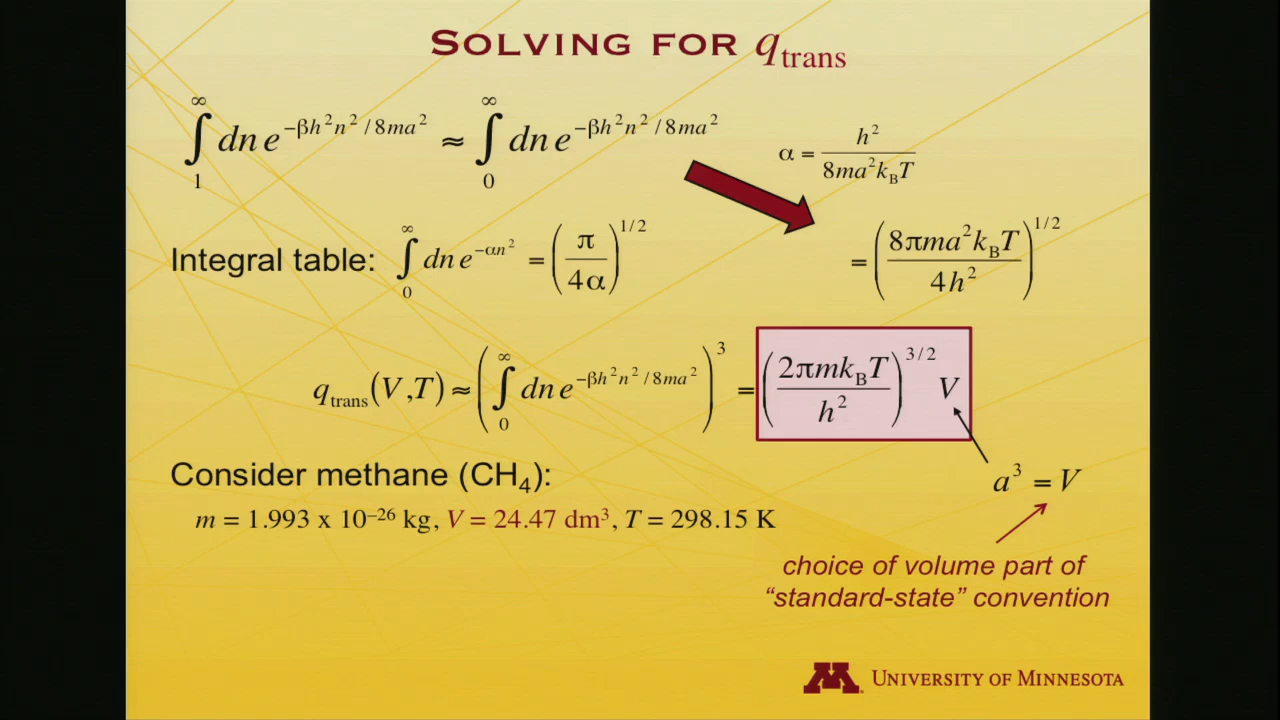 SOLVING FOR q_trans
∫₁^∞ dn e^(−βh²n²/8ma²) ≈ ∫₀^∞ dn e^(−βh²n²/8ma²)
α = h² / 8ma²k_BT
Integral table: ∫₀^∞ dn e^(−αn²) = (π / 4α)^(1/2)
= (8πma²k_BT / 4h²)^(1/2)
q_trans(V,T) ≈ (∫₀^∞ dn e^(−βh²n²/8ma²))³ = (2πmk_BT / h²)^(3/2) V
Consider methane (CH₄):
a³ = V
m = 1.993 x 10⁻²⁶ kg, V = 24.47 dm³, T = 298.15 K
choice of volume part of
“standard-state” convention
M UNIVERSITY OF MINNESOTA